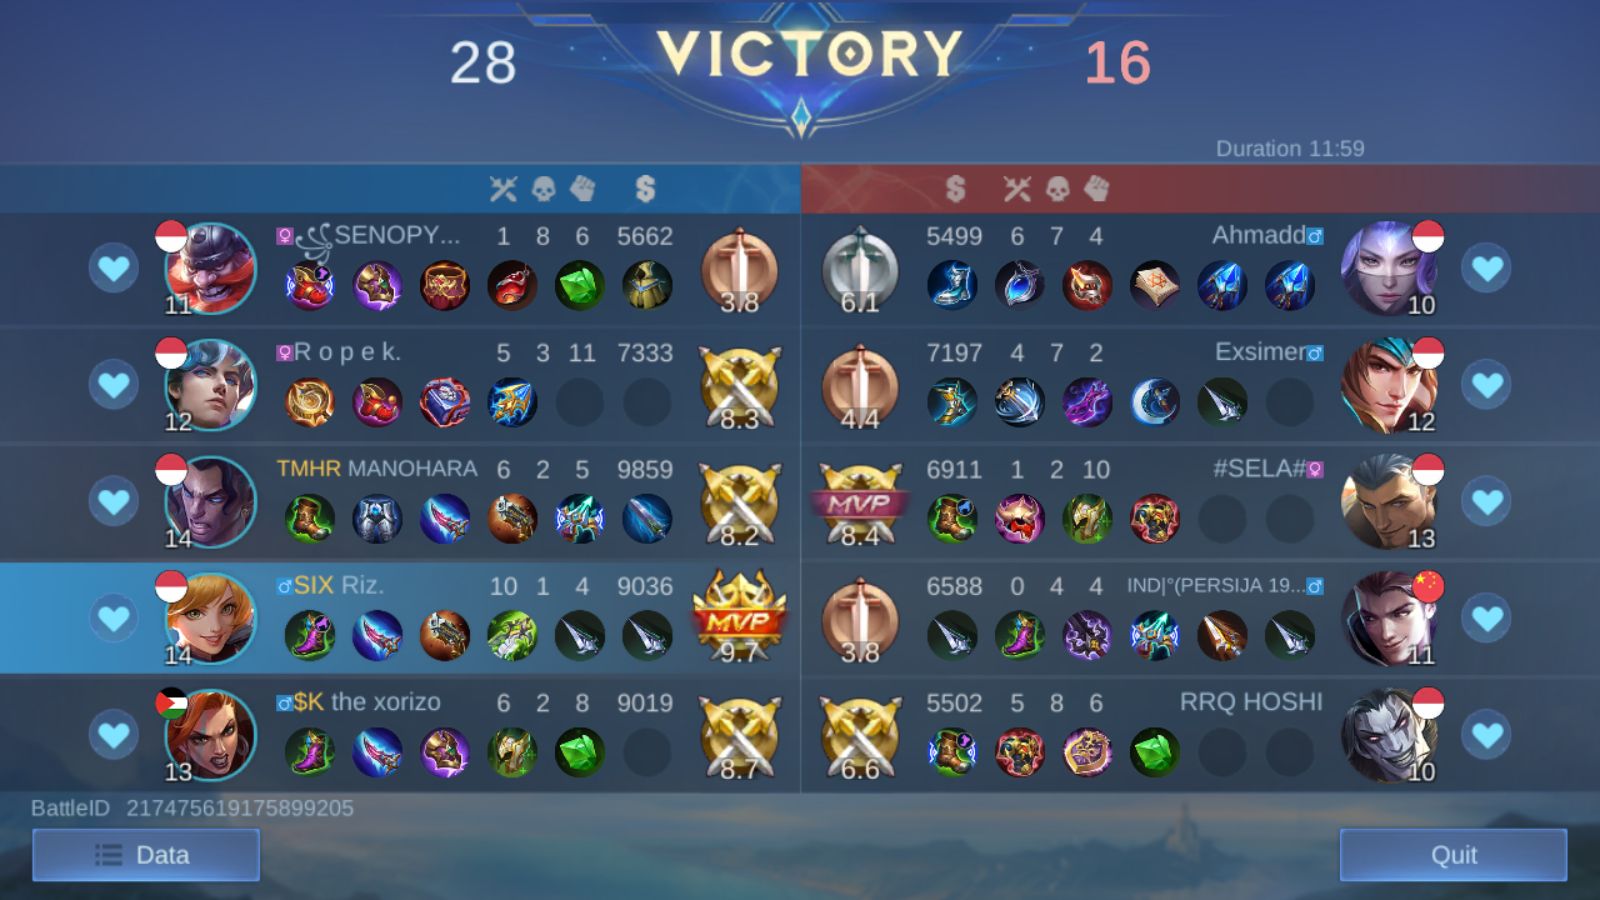 28 VICTORY 16
Duration 11:59
SENOPY... 1 8 6 5662
11 3.8
5499 6 7 4 Ahmadd
6.1 10
R o p e k. 5 3 11 7333
12 8.3
7197 4 7 2 Exsimer
4.4 12
TMHR MANOHARA 6 2 5 9859
14 8.2
6911 1 2 10 #SELA#
MVP
8.4 13
SIX Riz. 10 1 4 9036
MVP
14 9.7
6588 0 4 4 IND|°(PERSIJA 19...
3.8 11
$K the xorizo 6 2 8 9019
13 8.7
5502 5 8 6 RRQ HOSHI
6.6 10
BattleID 217475619175899205
Data
Quit